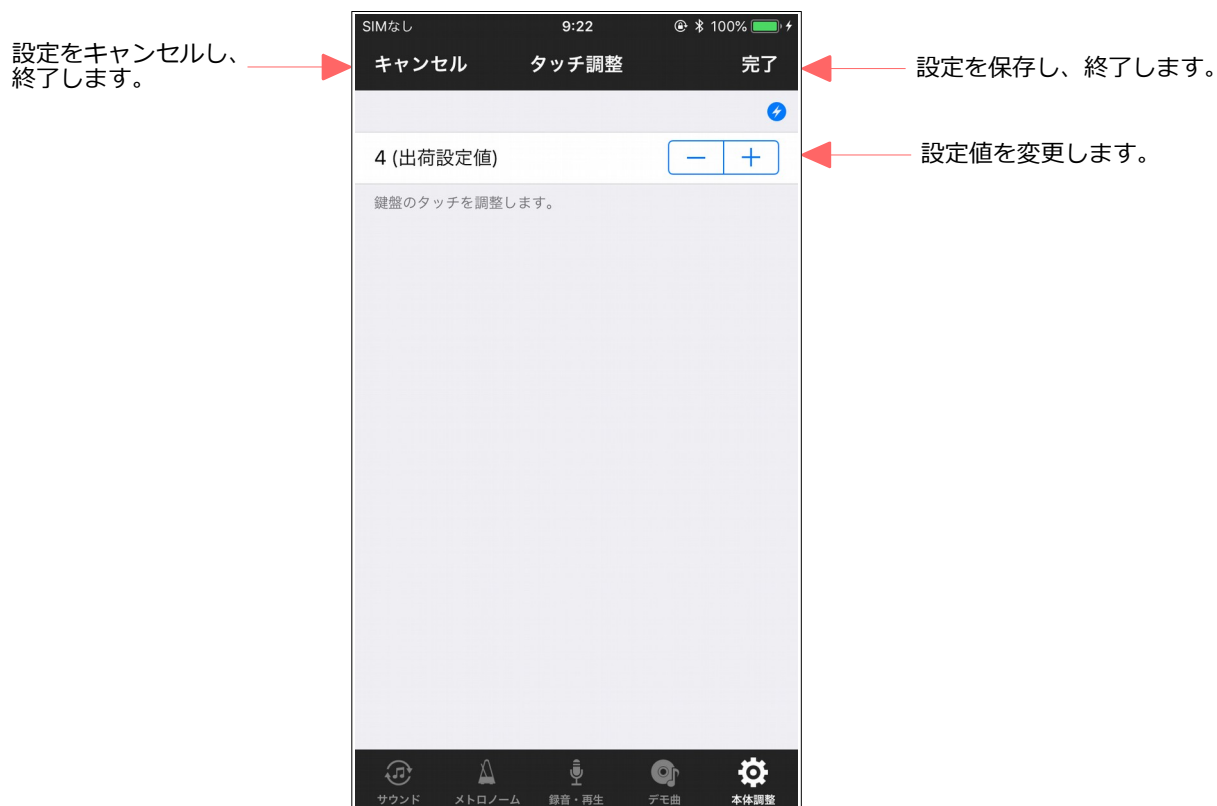 SIMなし 9:22 100%
設定をキャンセルし、
終了します。
キャンセル タッチ調整 完了
設定を保存し、終了します。
4 (出荷設定値)
設定値を変更します。
鍵盤のタッチを調整します。
サウンド メトロノーム 録音・再生 デモ曲 本体調整